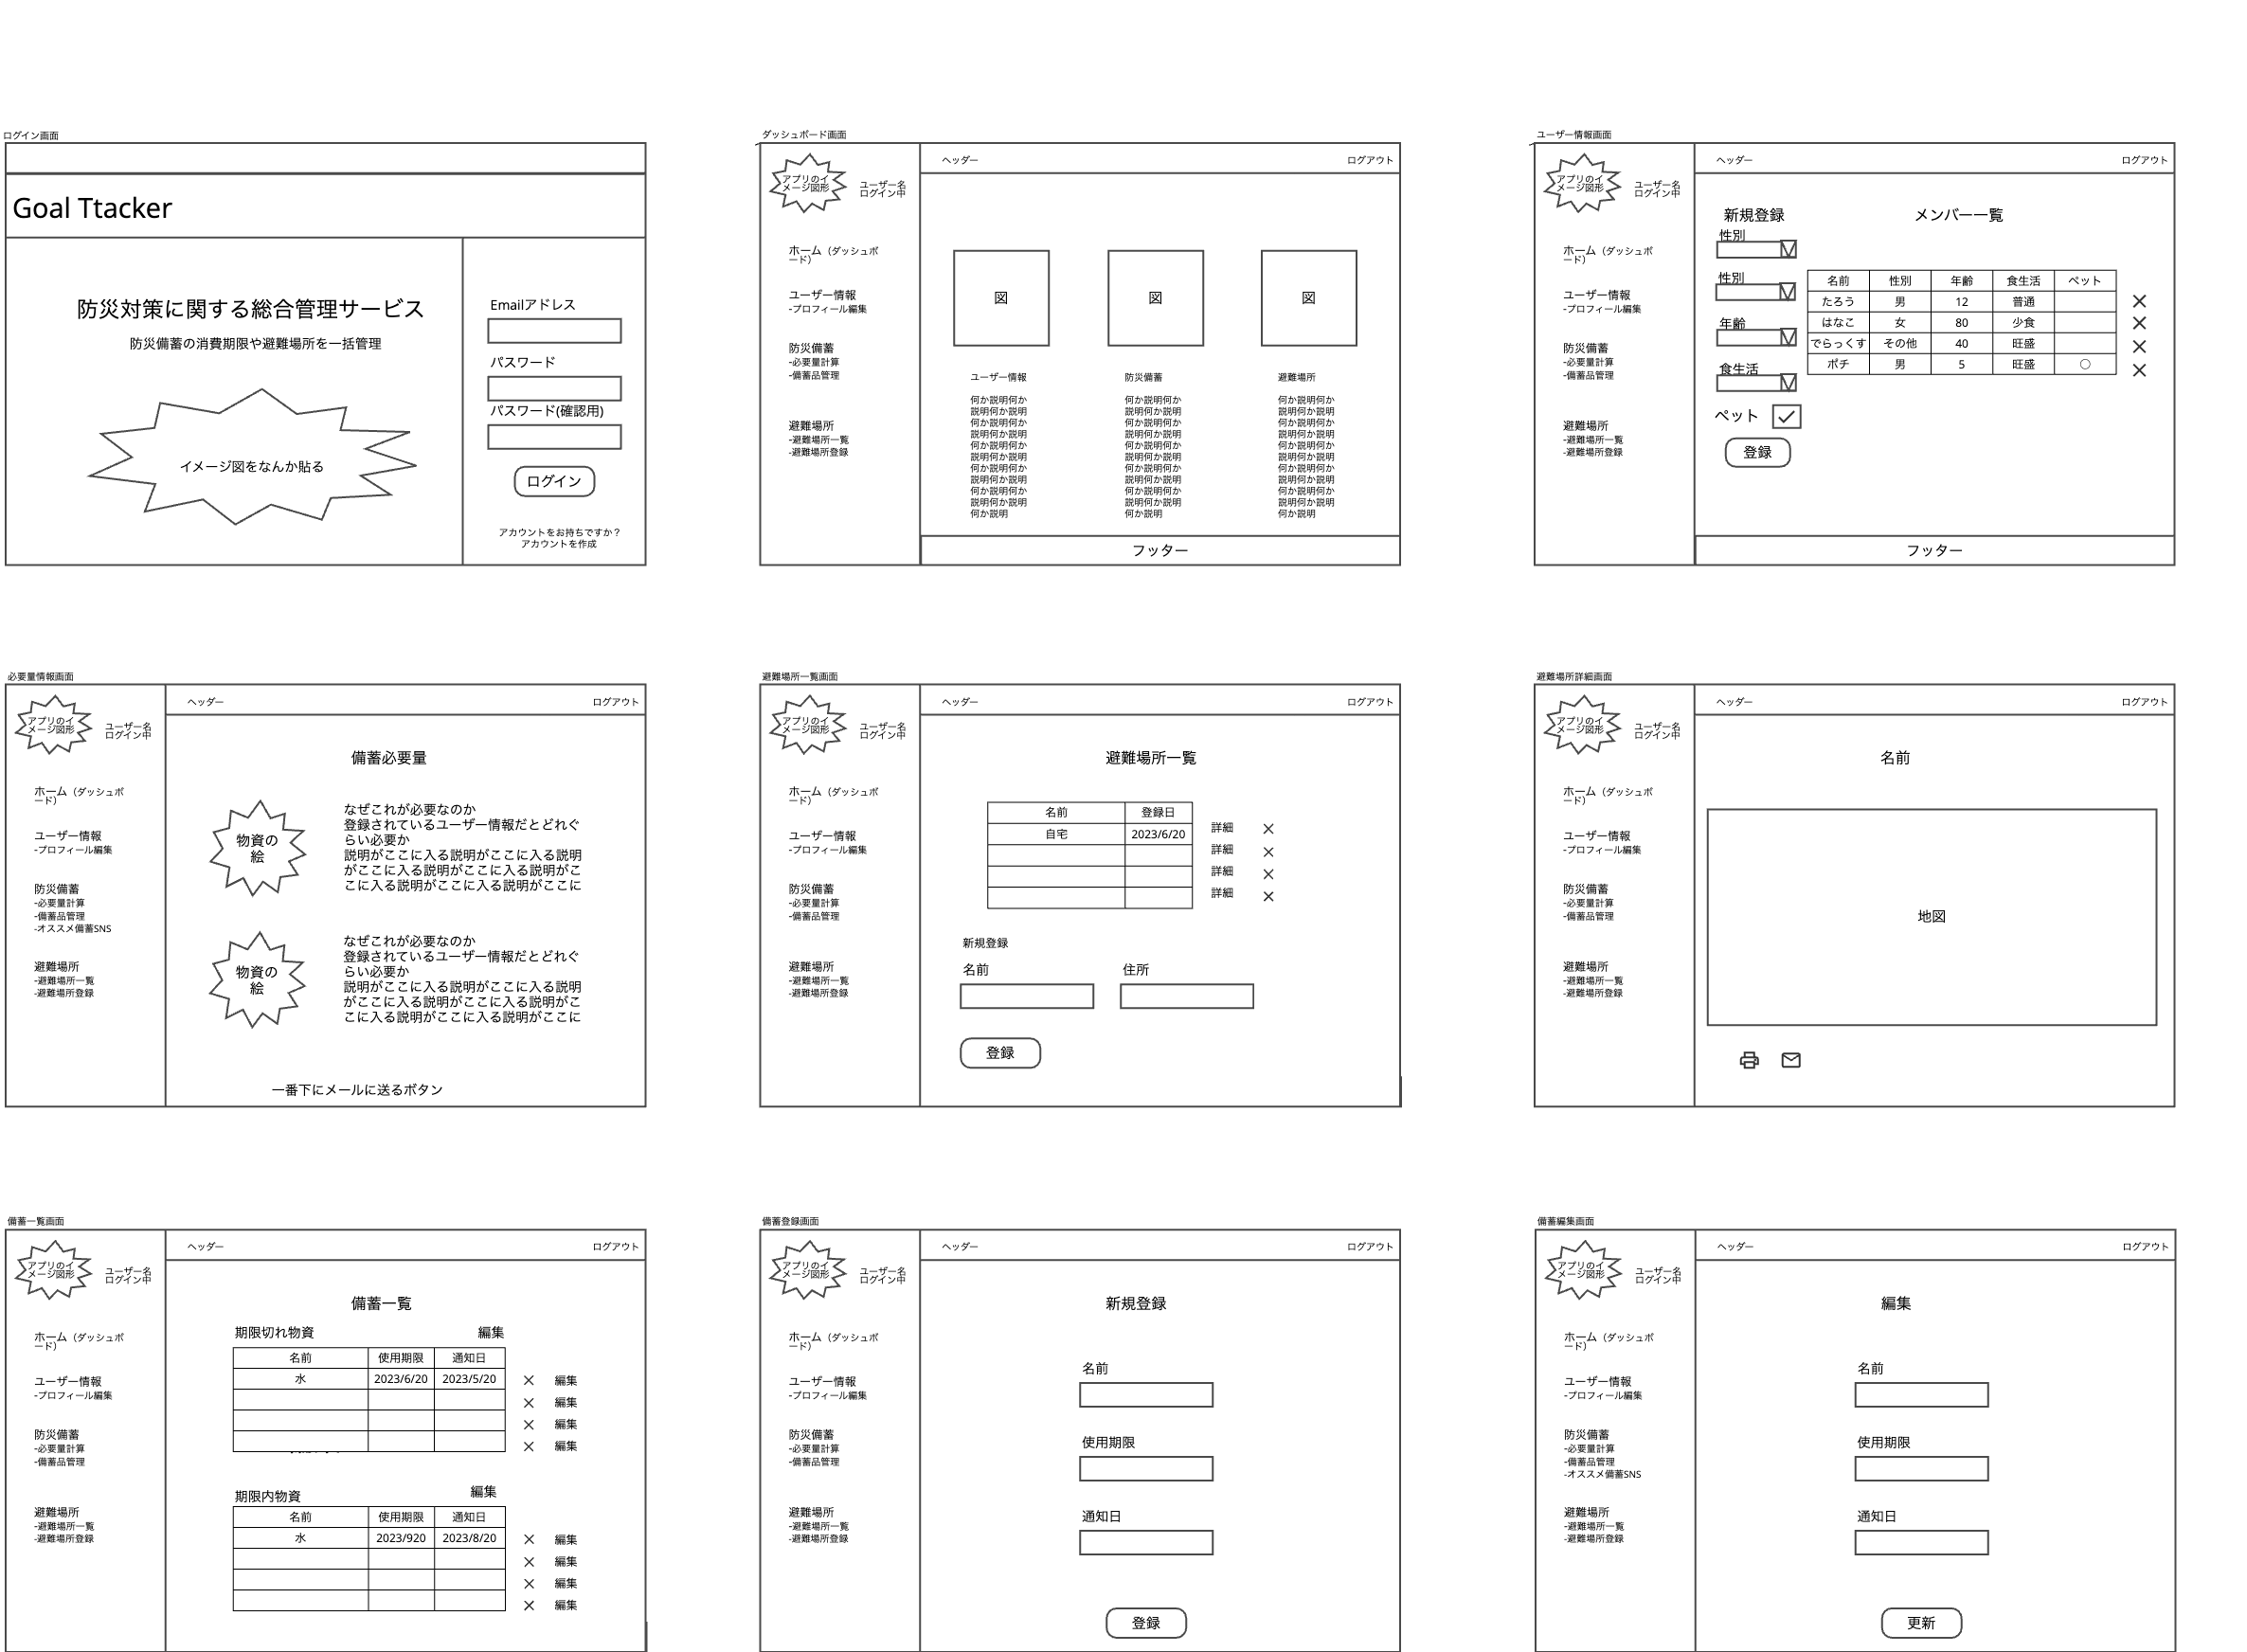 ログイン画面
Goal Ttacker
防災対策に関する総合管理サービス
防災備蓄の消費期限や避難場所を一括管理
イメージ図をなんか貼る
Emailアドレス
パスワード
パスワード(確認用)
ログイン
アカウントをお持ちですか？
アカウントを作成
ダッシュボード画面
アプリのイ
メージ図形
ユーザー名
ログイン中
ヘッダー
ログアウト
ホーム（ダッシュボ
ード）
ユーザー情報
-プロフィール編集
防災備蓄
-必要量計算
-備蓄品管理
避難場所
-避難場所一覧
-避難場所登録
図
図
図
ユーザー情報
何か説明何か
説明何か説明
何か説明何か
説明何か説明
何か説明何か
説明何か説明
何か説明何か
説明何か説明
何か説明何か
説明何か説明
何か説明
防災備蓄
何か説明何か
説明何か説明
何か説明何か
説明何か説明
何か説明何か
説明何か説明
何か説明何か
説明何か説明
何か説明何か
説明何か説明
何か説明
避難場所
何か説明何か
説明何か説明
何か説明何か
説明何か説明
何か説明何か
説明何か説明
何か説明何か
説明何か説明
何か説明何か
説明何か説明
何か説明
フッター
ユーザー情報画面
アプリのイ
メージ図形
ユーザー名
ログイン中
ヘッダー
ログアウト
ホーム（ダッシュボ
ード）
ユーザー情報
-プロフィール編集
防災備蓄
-必要量計算
-備蓄品管理
避難場所
-避難場所一覧
-避難場所登録
新規登録
性別
性別
年齢
食生活
ペット
登録
メンバー一覧
名前 性別 年齢 食生活 ペット
たろう 男 12 普通
はなこ 女 80 少食
でらっくす その他 40 旺盛
ポチ 男 5 旺盛 ○
フッター
必要量情報画面
アプリのイ
メージ図形
ユーザー名
ログイン中
ヘッダー
ログアウト
ホーム（ダッシュボ
ード）
ユーザー情報
-プロフィール編集
防災備蓄
-必要量計算
-備蓄品管理
-オススメ備蓄SNS
避難場所
-避難場所一覧
-避難場所登録
備蓄必要量
物資の
絵
なぜこれが必要なのか
登録されているユーザー情報だとどれぐ
らい必要か
説明がここに入る説明がここに入る説明
がここに入る説明がここに入る説明がこ
こに入る説明がここに入る説明がここに
物資の
絵
なぜこれが必要なのか
登録されているユーザー情報だとどれぐ
らい必要か
説明がここに入る説明がここに入る説明
がここに入る説明がここに入る説明がこ
こに入る説明がここに入る説明がここに
一番下にメールに送るボタン
避難場所一覧画面
アプリのイ
メージ図形
ユーザー名
ログイン中
ヘッダー
ログアウト
ホーム（ダッシュボ
ード）
ユーザー情報
-プロフィール編集
防災備蓄
-必要量計算
-備蓄品管理
避難場所
-避難場所一覧
-避難場所登録
避難場所一覧
名前 登録日
自宅 2023/6/20 詳細
詳細
詳細
詳細
新規登録
名前 住所
登録
避難場所詳細画面
アプリのイ
メージ図形
ユーザー名
ログイン中
ヘッダー
ログアウト
ホーム（ダッシュボ
ード）
ユーザー情報
-プロフィール編集
防災備蓄
-必要量計算
-備蓄品管理
避難場所
-避難場所一覧
-避難場所登録
名前
地図
備蓄一覧画面
アプリのイ
メージ図形
ユーザー名
ログイン中
ヘッダー
ログアウト
ホーム（ダッシュボ
ード）
ユーザー情報
-プロフィール編集
防災備蓄
-必要量計算
-備蓄品管理
避難場所
-避難場所一覧
-避難場所登録
備蓄一覧
期限切れ物資 編集
名前 使用期限 通知日
水 2023/6/20 2023/5/20 編集
編集
編集
編集
期限内物資 編集
名前 使用期限 通知日
水 2023/920 2023/8/20 編集
編集
編集
編集
備蓄登録画面
アプリのイ
メージ図形
ユーザー名
ログイン中
ヘッダー
ログアウト
ホーム（ダッシュボ
ード）
ユーザー情報
-プロフィール編集
防災備蓄
-必要量計算
-備蓄品管理
避難場所
-避難場所一覧
-避難場所登録
新規登録
名前
使用期限
通知日
登録
備蓄編集画面
アプリのイ
メージ図形
ユーザー名
ログイン中
ヘッダー
ログアウト
ホーム（ダッシュボ
ード）
ユーザー情報
-プロフィール編集
防災備蓄
-必要量計算
-備蓄品管理
-オススメ備蓄SNS
避難場所
-避難場所一覧
-避難場所登録
編集
名前
使用期限
通知日
更新